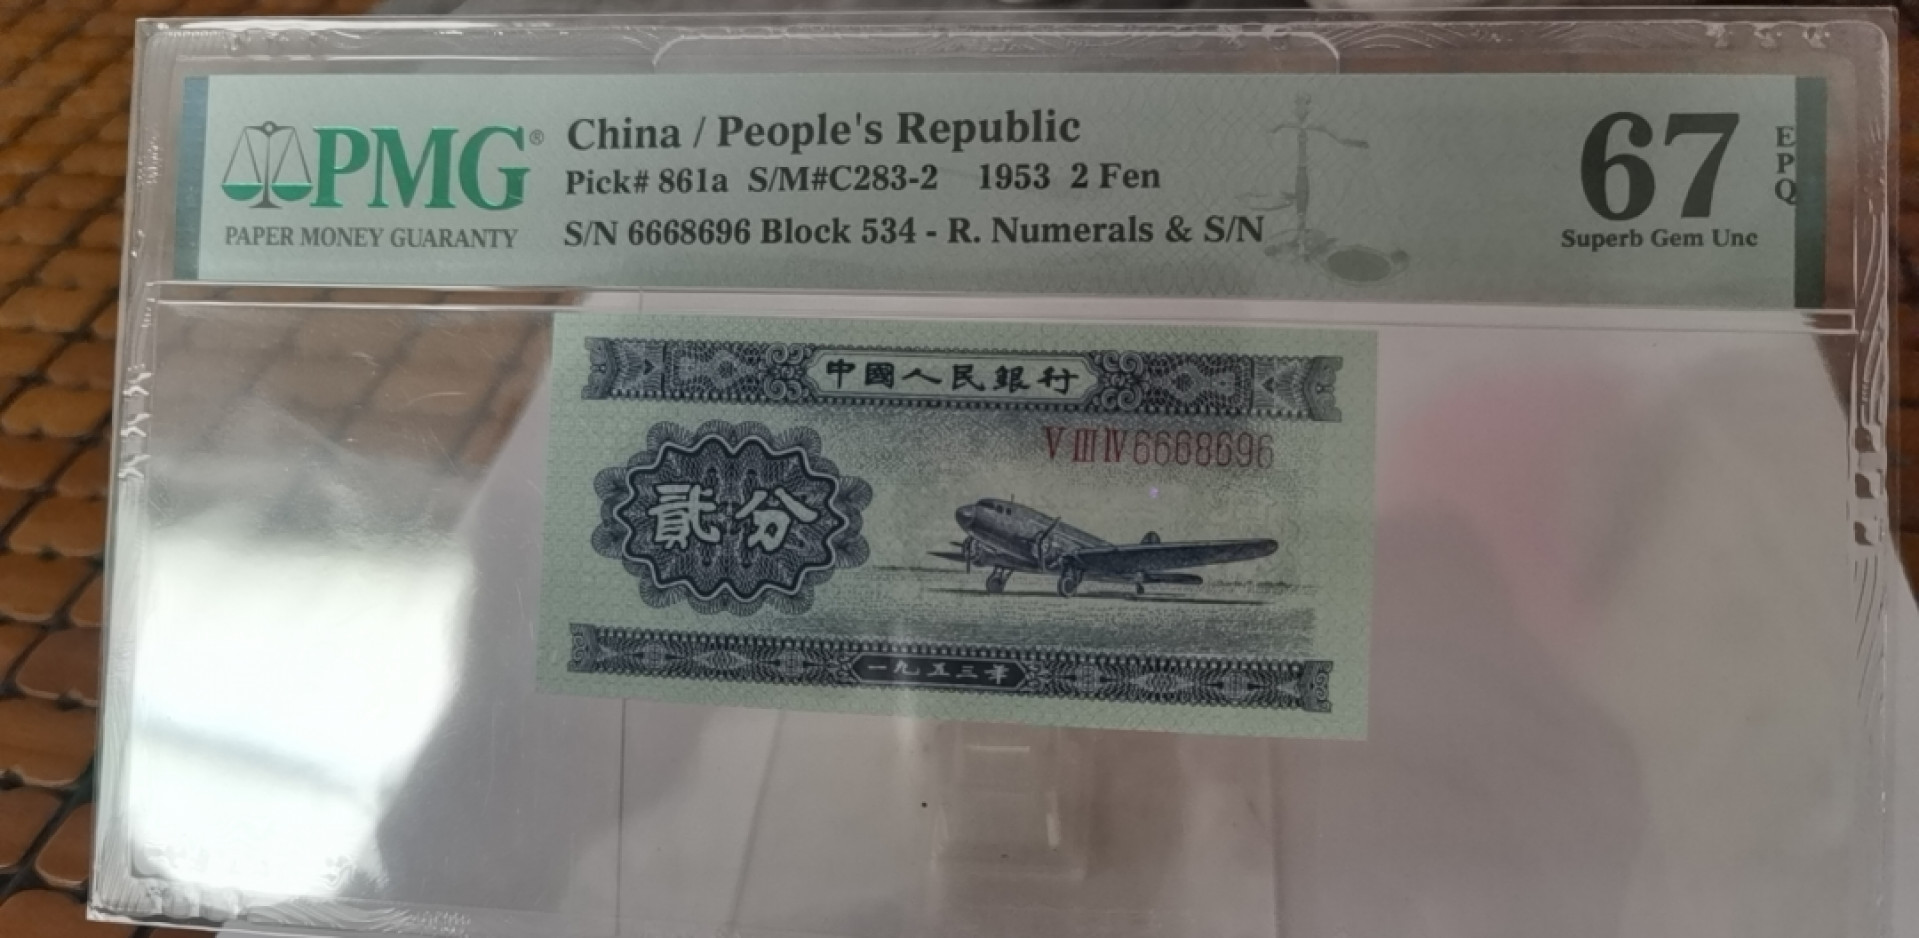 PMG®
PAPER MONEY GUARANTY
China / People's Republic
Pick# 861a S/M#C283-2 1953 2 Fen
S/N 6668696 Block 534 - R. Numerals & S/N
67
EPQ
Superb Gem Unc
中國人民銀行
Ⅴ Ⅲ Ⅳ 6668696
貳分
一九五三年